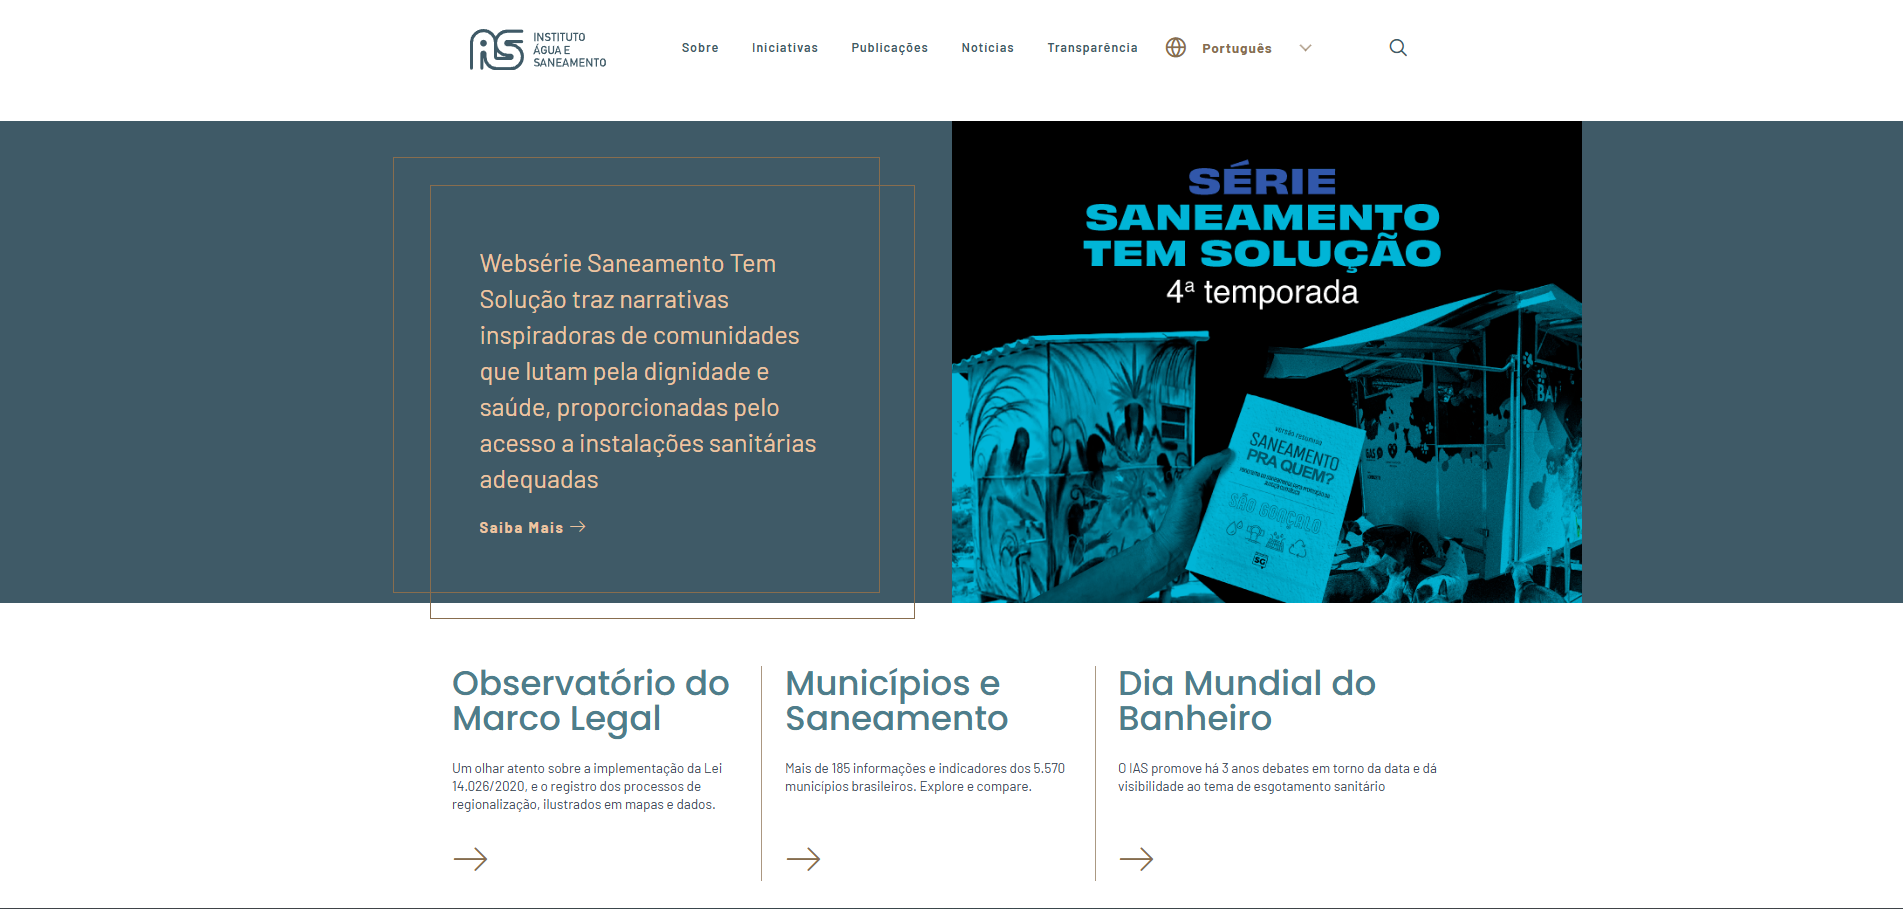 IAS
INSTITUTO
ÁGUA E
SANEAMENTO
Sobre Iniciativas Publicações Notícias Transparência Português
Websérie Saneamento Tem
Solução traz narrativas
inspiradoras de comunidades
que lutam pela dignidade e
saúde, proporcionadas pelo
acesso a instalações sanitárias
adequadas
Saiba Mais
SÉRIE
SANEAMENTO
TEM SOLUÇÃO
4ª temporada
versão resumida
SANEAMENTO
PRA QUEM?
SÃO GONÇALO
SG
BA
Observatório do
Marco Legal
Um olhar atento sobre a implementação da Lei
14.026/2020, e o registro dos processos de
regionalização, ilustrados em mapas e dados.
Municípios e
Saneamento
Mais de 185 informações e indicadores dos 5.570
municípios brasileiros. Explore e compare.
Dia Mundial do
Banheiro
O IAS promove há 3 anos debates em torno da data e dá
visibilidade ao tema de esgotamento sanitário